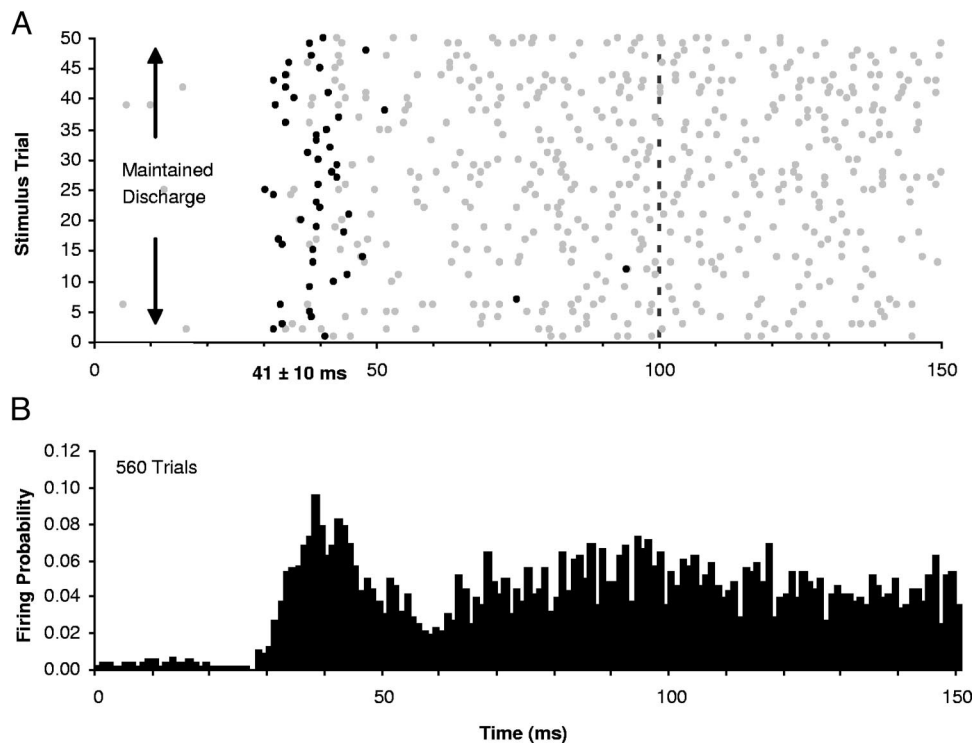 A
Stimulus Trial
50
45
40
35
30
25
20
15
10
5
0
Maintained
Discharge
0
41 ± 10 ms
50
100
150
B
Firing Probability
0.12
0.10
0.08
0.06
0.04
0.02
0.00
560 Trials
0
50
100
150
Time (ms)